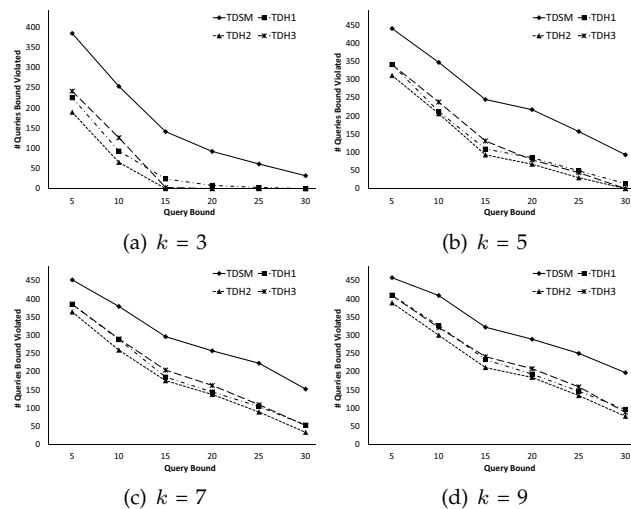 TDSM TDH1
TDH2 TDH3
# Queries Bound Violated
400
350
300
250
200
150
100
50
0
5 10 15 20 25 30
Query Bound
(a) k = 3
TDSM TDH1
TDH2 TDH3
# Queries Bound Violated
450
400
350
300
250
200
150
100
50
0
5 10 15 20 25 30
Query Bound
(b) k = 5
TDSM TDH1
TDH2 TDH3
# Queries Bound Violated
450
400
350
300
250
200
150
100
50
0
5 10 15 20 25 30
Query Bound
(c) k = 7
TDSM TDH1
TDH2 TDH3
# Queries Bound Violated
450
400
350
300
250
200
150
100
50
0
5 10 15 20 25 30
Query Bound
(d) k = 9